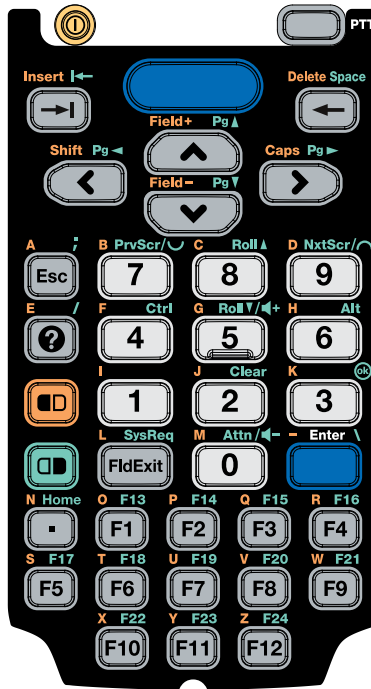 PTT
Insert Delete Space
Field+ Pg
Shift Pg Caps Pg
Field– Pg
A ; B PrvScr/ C Roll D NxtScr/
Esc 7 8 9
E / F Ctrl G Roll / + H Alt
? 4 5 6
I J Clear K ok
1 2 3
L SysReq M Attn / – – Enter \
FldExit 0
N Home O F13 P F14 Q F15 R F16
. F1 F2 F3 F4
S F17 T F18 U F19 V F20 W F21
F5 F6 F7 F8 F9
X F22 Y F23 Z F24
F10 F11 F12